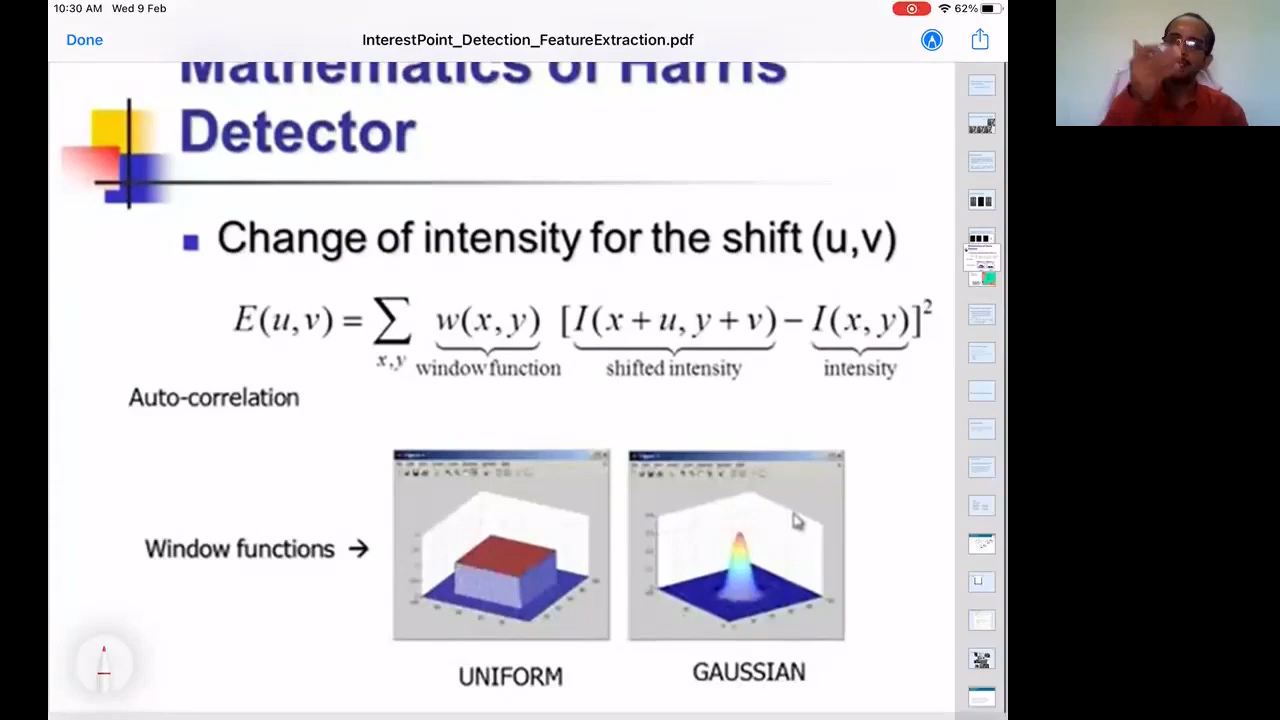 10:30 AM Wed 9 Feb
62%
Done
InterestPoint_Detection_FeatureExtraction.pdf
Mathematics of Harris
Detector
Change of intensity for the shift (u,v)
E(u,v) = ∑ w(x,y) [I(x+u,y+v) − I(x,y)]²
x,y window function shifted intensity intensity
Auto-correlation
Window functions →
UNIFORM
GAUSSIAN